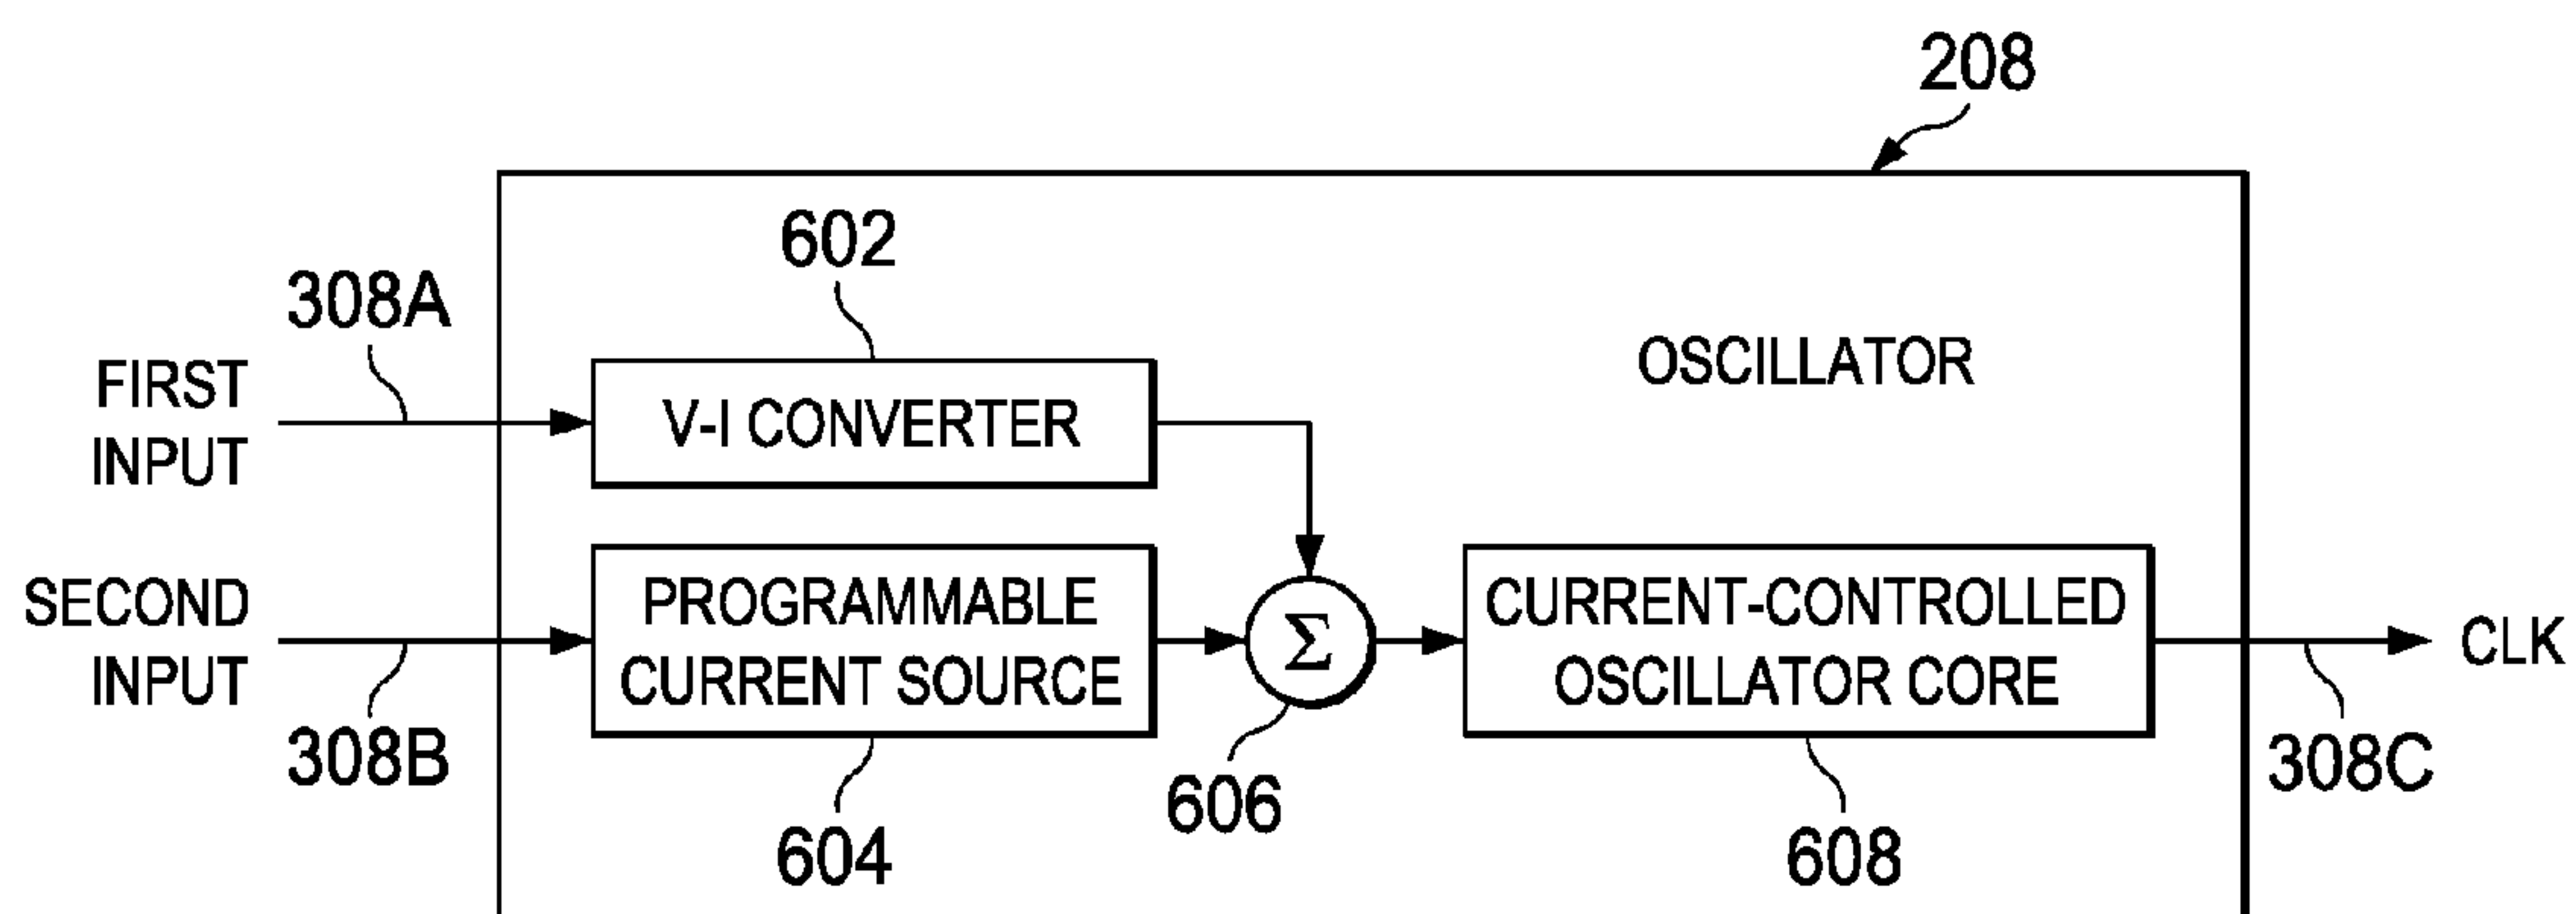 208
602
308A
FIRST
INPUT
V-I CONVERTER
OSCILLATOR
SECOND
INPUT
308B
PROGRAMMABLE
CURRENT SOURCE
604
Σ
606
CURRENT-CONTROLLED
OSCILLATOR CORE
608
CLK
308C